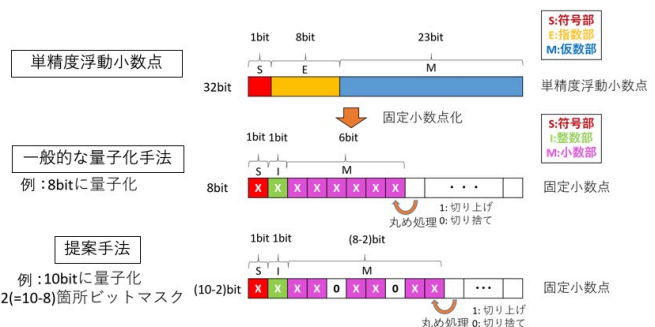 S:符号部
E:指数部
M:仮数部
1bit 8bit 23bit
単精度浮動小数点
S E M
32bit
単精度浮動小数点
固定小数点化
S:符号部
I:整数部
M:小数部
1bit 1bit 6bit
一般的な量子化手法
例:8bitに量子化
S I M
8bit X X X X X X X X ・・・
固定小数点
丸め処理
1: 切り上げ
0: 切り捨て
提案手法
1bit 1bit (8-2)bit
例:10bitに量子化
2(=10-8)箇所ビットマスク
S I M
(10-2)bit X X X X 0 X X 0 X X ・・・
固定小数点
丸め処理
1: 切り上げ
0: 切り捨て